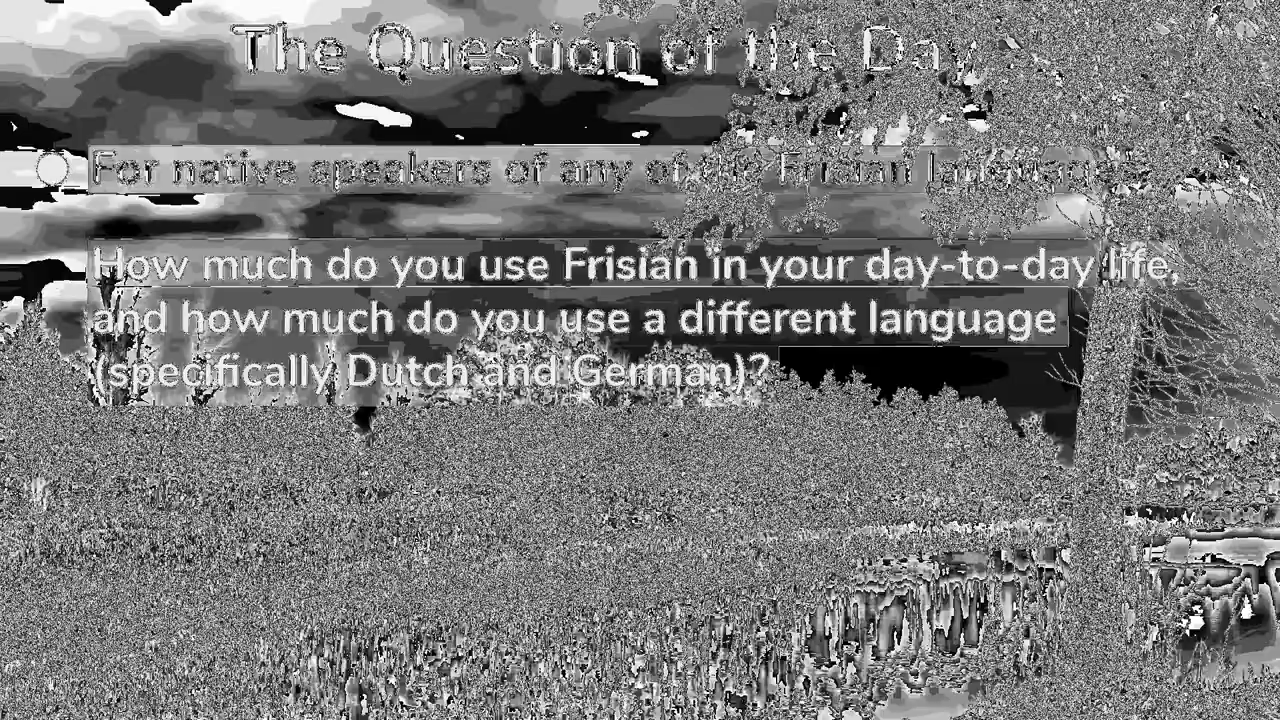 The Question of the Day
For native speakers of any of the Frisian languag
How much do you use Frisian in your day-to-day life,
and how much do you use a different language
(specifically Dutch and German)?